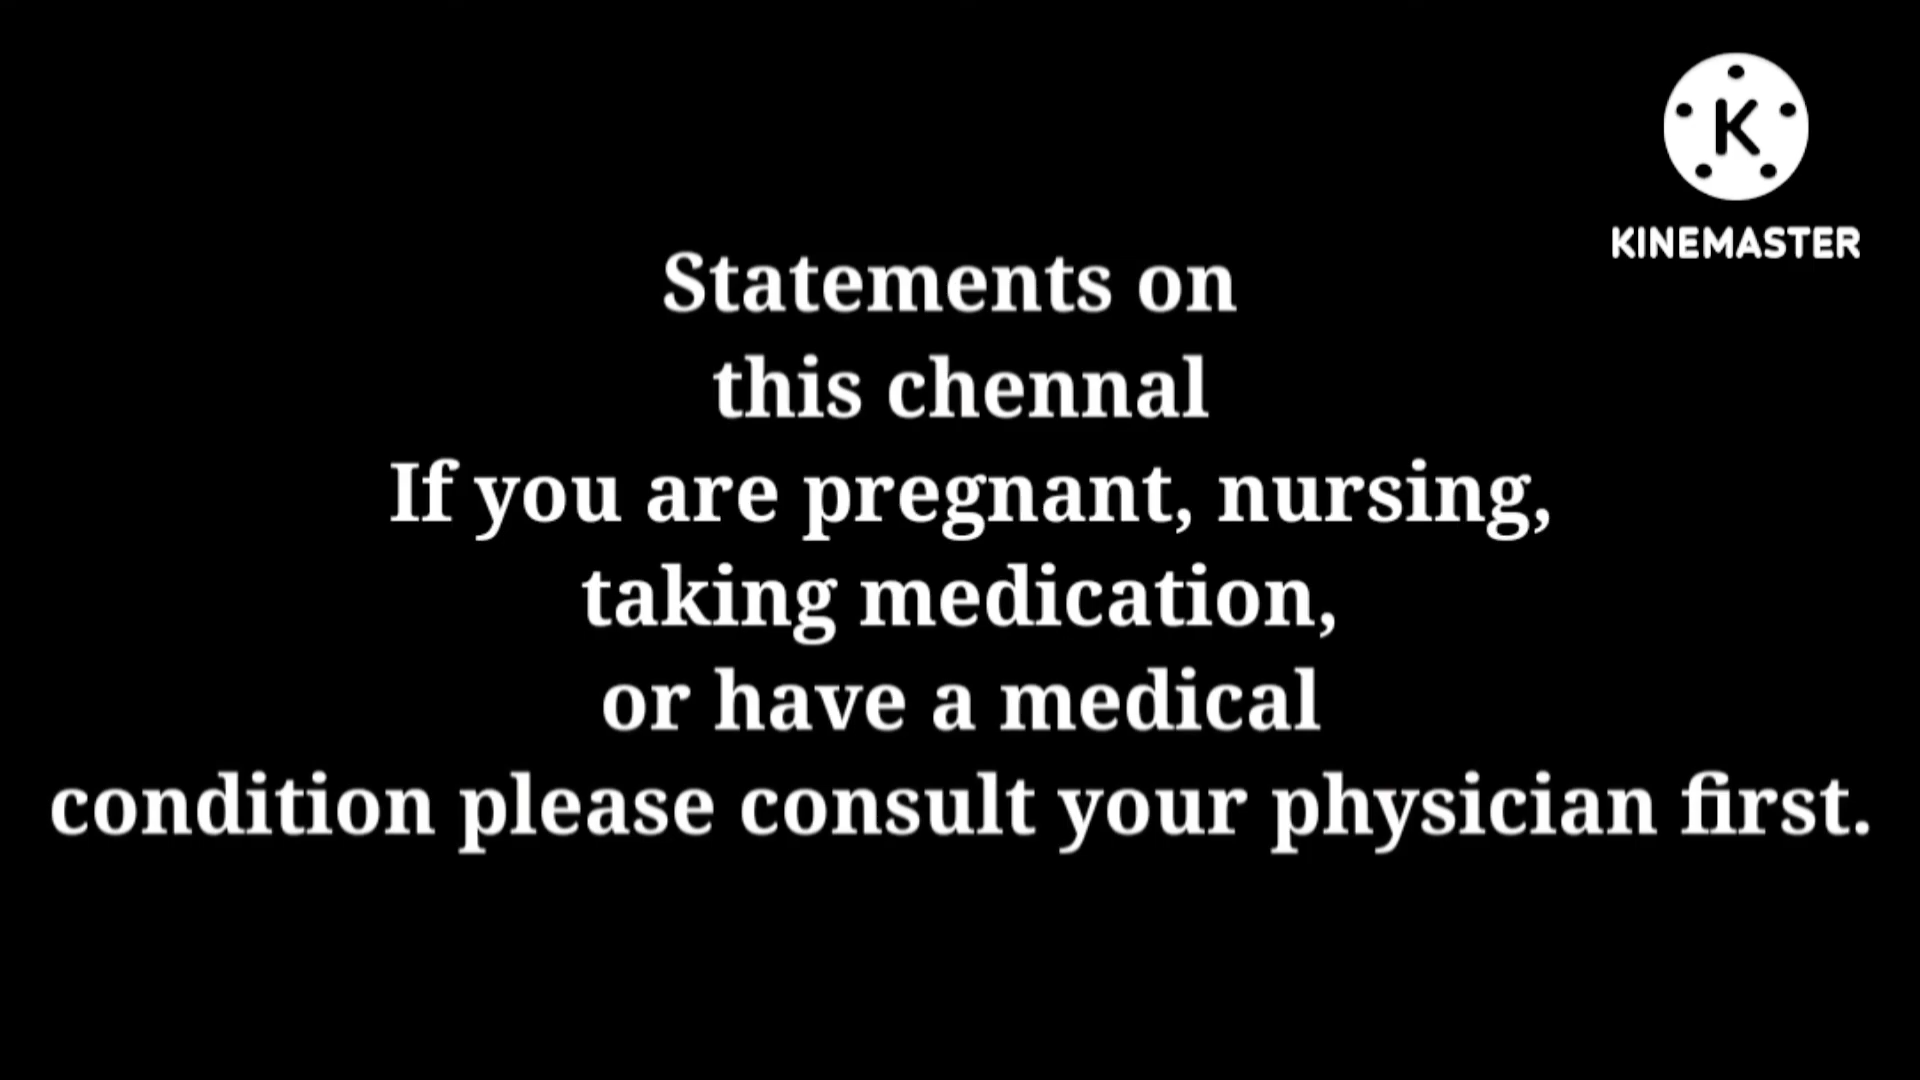 K
KINEMASTER
Statements on
this chennal
If you are pregnant, nursing,
taking medication,
or have a medical
condition please consult your physician first.